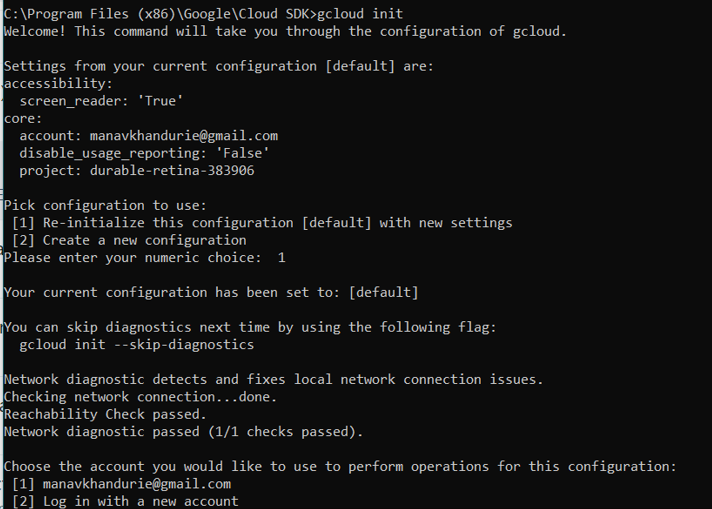 C:\Program Files (x86)\Google\Cloud SDK>gcloud init
Welcome! This command will take you through the configuration of gcloud.
Settings from your current configuration [default] are:
accessibility:
  screen_reader: 'True'
core:
  account: manavkhandurie@gmail.com
  disable_usage_reporting: 'False'
  project: durable-retina-383906
Pick configuration to use:
 [1] Re-initialize this configuration [default] with new settings
 [2] Create a new configuration
Please enter your numeric choice:  1
Your current configuration has been set to: [default]
You can skip diagnostics next time by using the following flag:
  gcloud init --skip-diagnostics
Network diagnostic detects and fixes local network connection issues.
Checking network connection...done.
Reachability Check passed.
Network diagnostic passed (1/1 checks passed).
Choose the account you would like to use to perform operations for this configuration:
 [1] manavkhandurie@gmail.com
 [2] Log in with a new account